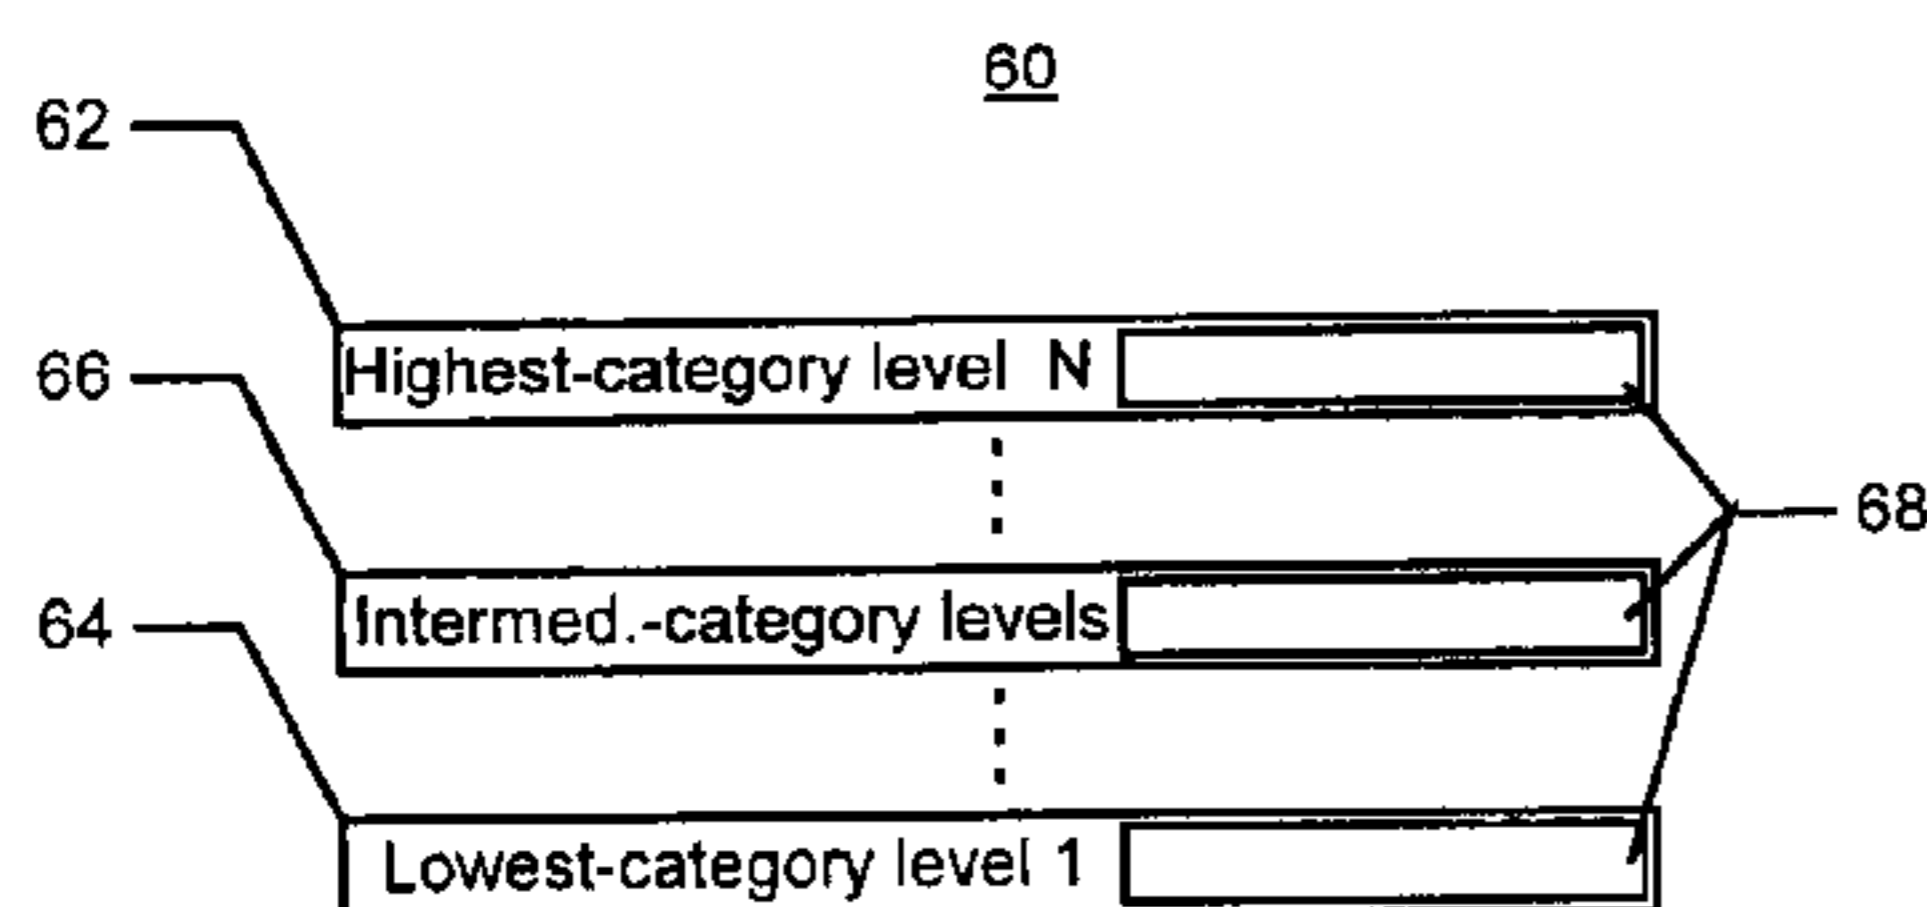 60
62
Highest-category level N
66
68
Intermed.-category levels
64
Lowest-category level 1